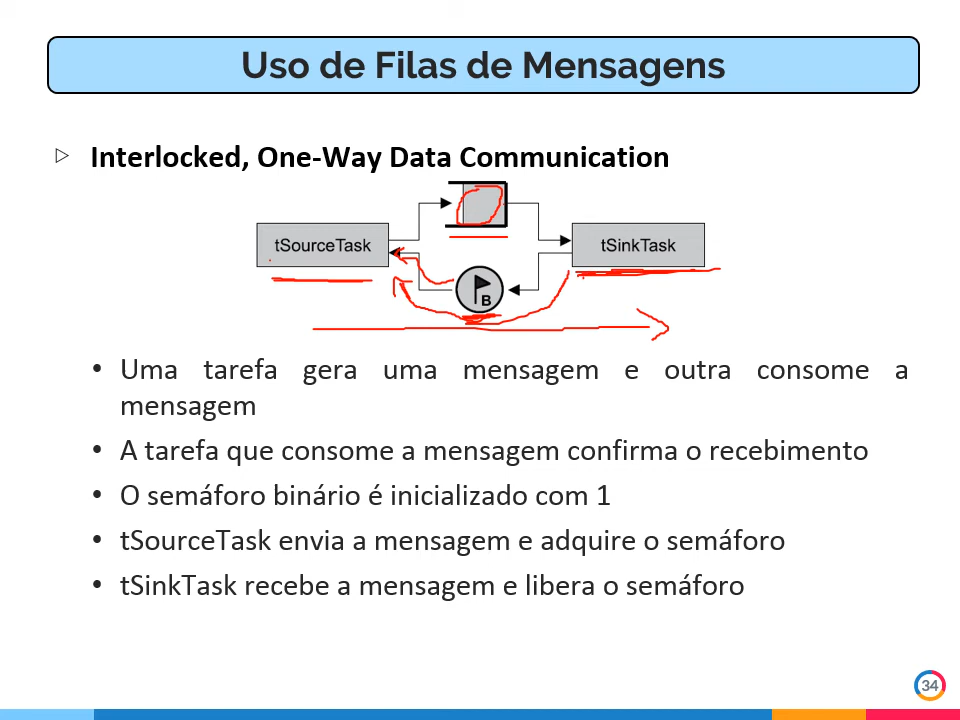 Uso de Filas de Mensagens
Interlocked, One-Way Data Communication
tSourceTask
tSinkTask
B
• Uma tarefa gera uma mensagem e outra consome a
mensagem
• A tarefa que consome a mensagem confirma o recebimento
• O semáforo binário é inicializado com 1
• tSourceTask envia a mensagem e adquire o semáforo
• tSinkTask recebe a mensagem e libera o semáforo
34